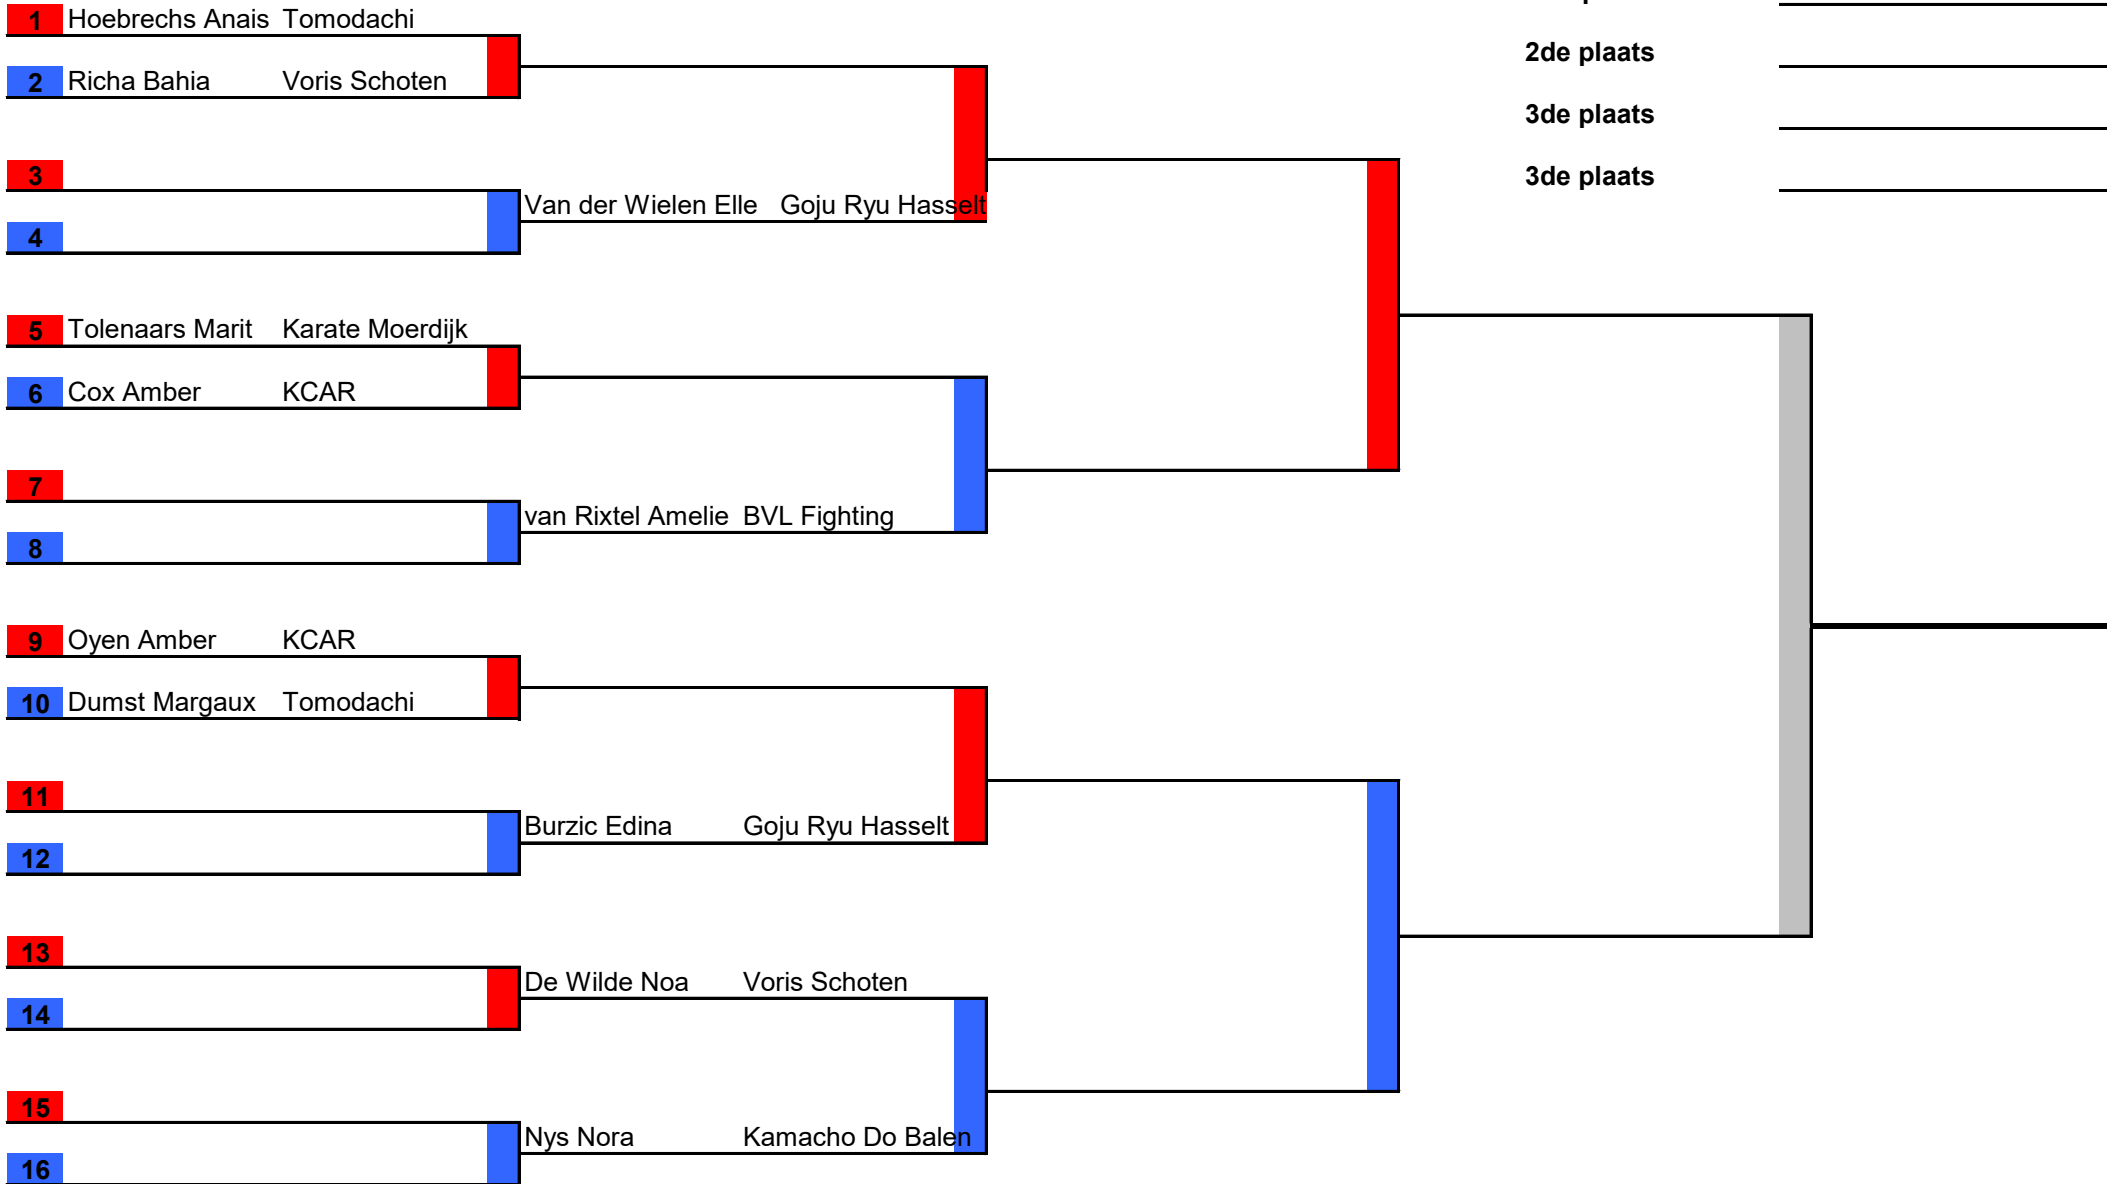 1 Hoebrechs Anais Tomodachi
2de plaats
2 Richa Bahia Voris Schoten
3de plaats
3
3de plaats
Van der Wielen Elle Goju Ryu Hasselt
4
5 Tolenaars Marit Karate Moerdijk
6 Cox Amber KCAR
7
van Rixtel Amelie BVL Fighting
8
9 Oyen Amber KCAR
10 Dumst Margaux Tomodachi
11
Burzic Edina Goju Ryu Hasselt
12
13
De Wilde Noa Voris Schoten
14
15
Nys Nora Kamacho Do Balen
16